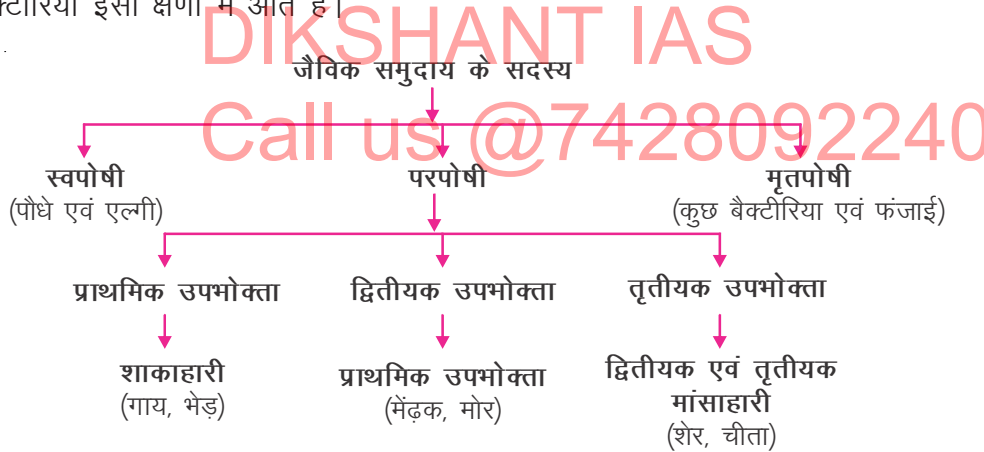 क्टीरिया इसी श्रेणी में आते हैं।
DIKSHANT IAS
जैविक समुदाय के सदस्य
Call us @7428092240
स्वपोषी परपोषी मृतपोषी
(पौधे एवं एल्गी) (कुछ बैक्टीरिया एवं फंजाई)
प्राथमिक उपभोक्ता द्वितीयक उपभोक्ता तृतीयक उपभोक्ता
शाकाहारी प्राथमिक उपभोक्ता द्वितीयक एवं तृतीयक
मांसाहारी
(गाय, भेड़) (मेंढ़क, मोर)
(शेर, चीता)